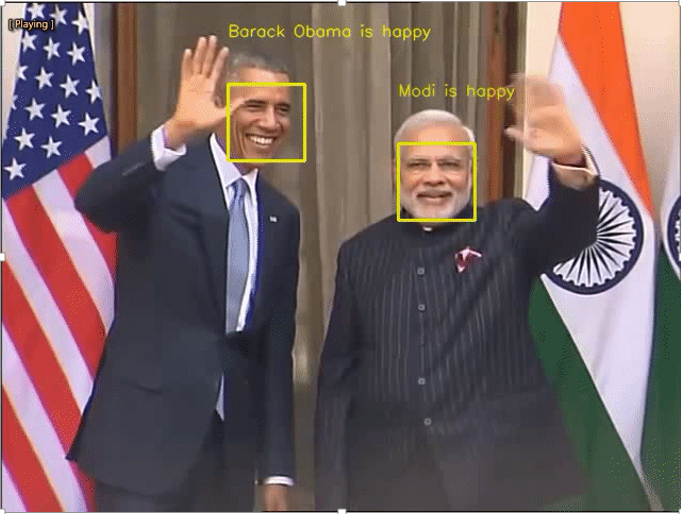 [ Playing ]
Barack Obama is happy
Modi is happy